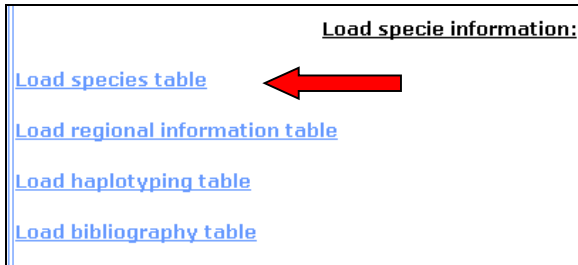 Load specie information:
Load species table
Load regional information table
Load haplotyping table
Load bibliography table